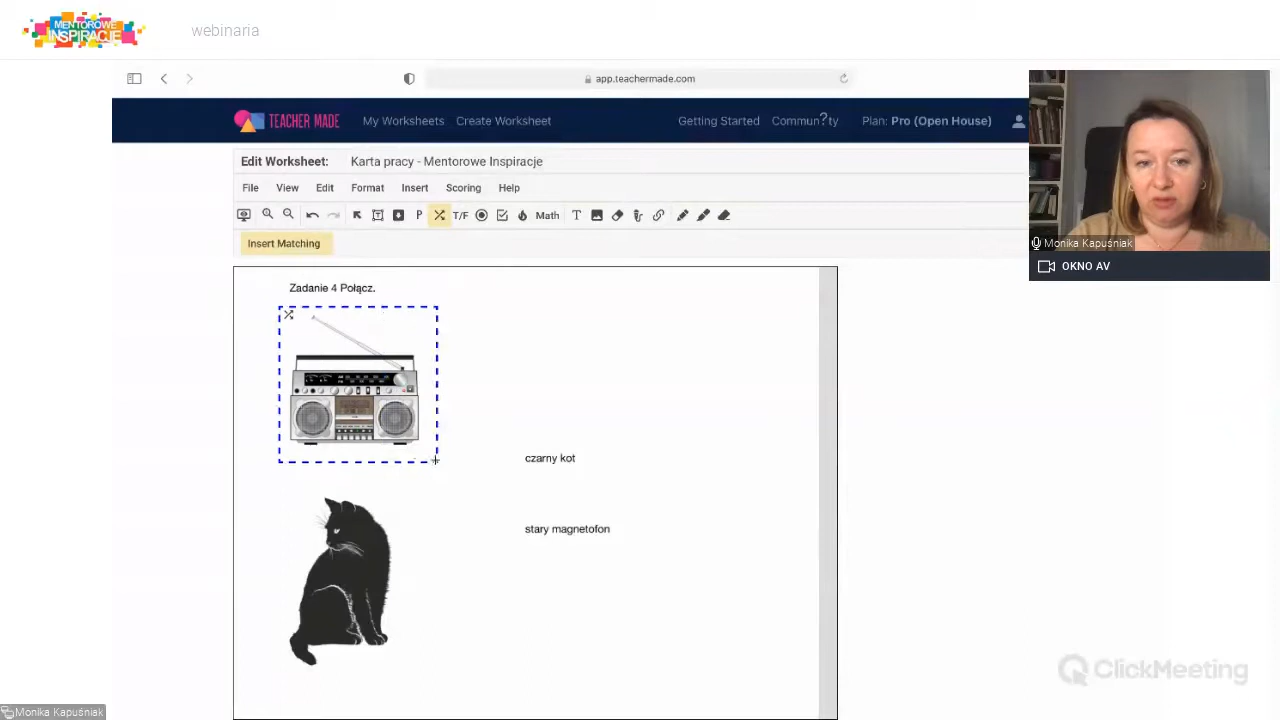 MENTOROWE
INSPIRACJE
webinaria
app.teachermade.com
TEACHER MADE
My Worksheets
Create Worksheet
Getting Started
Commun?ty
Plan: Pro (Open House)
Edit Worksheet:
Karta pracy - Mentorowe Inspiracje
File
View
Edit
Format
Insert
Scoring
Help
P
T/F
Math
T
Insert Matching
Monika Kapuśniak
OKNO AV
Zadanie 4 Połącz.
czarny kot
stary magnetofon
ClickMeeting
Monika Kapuśniak